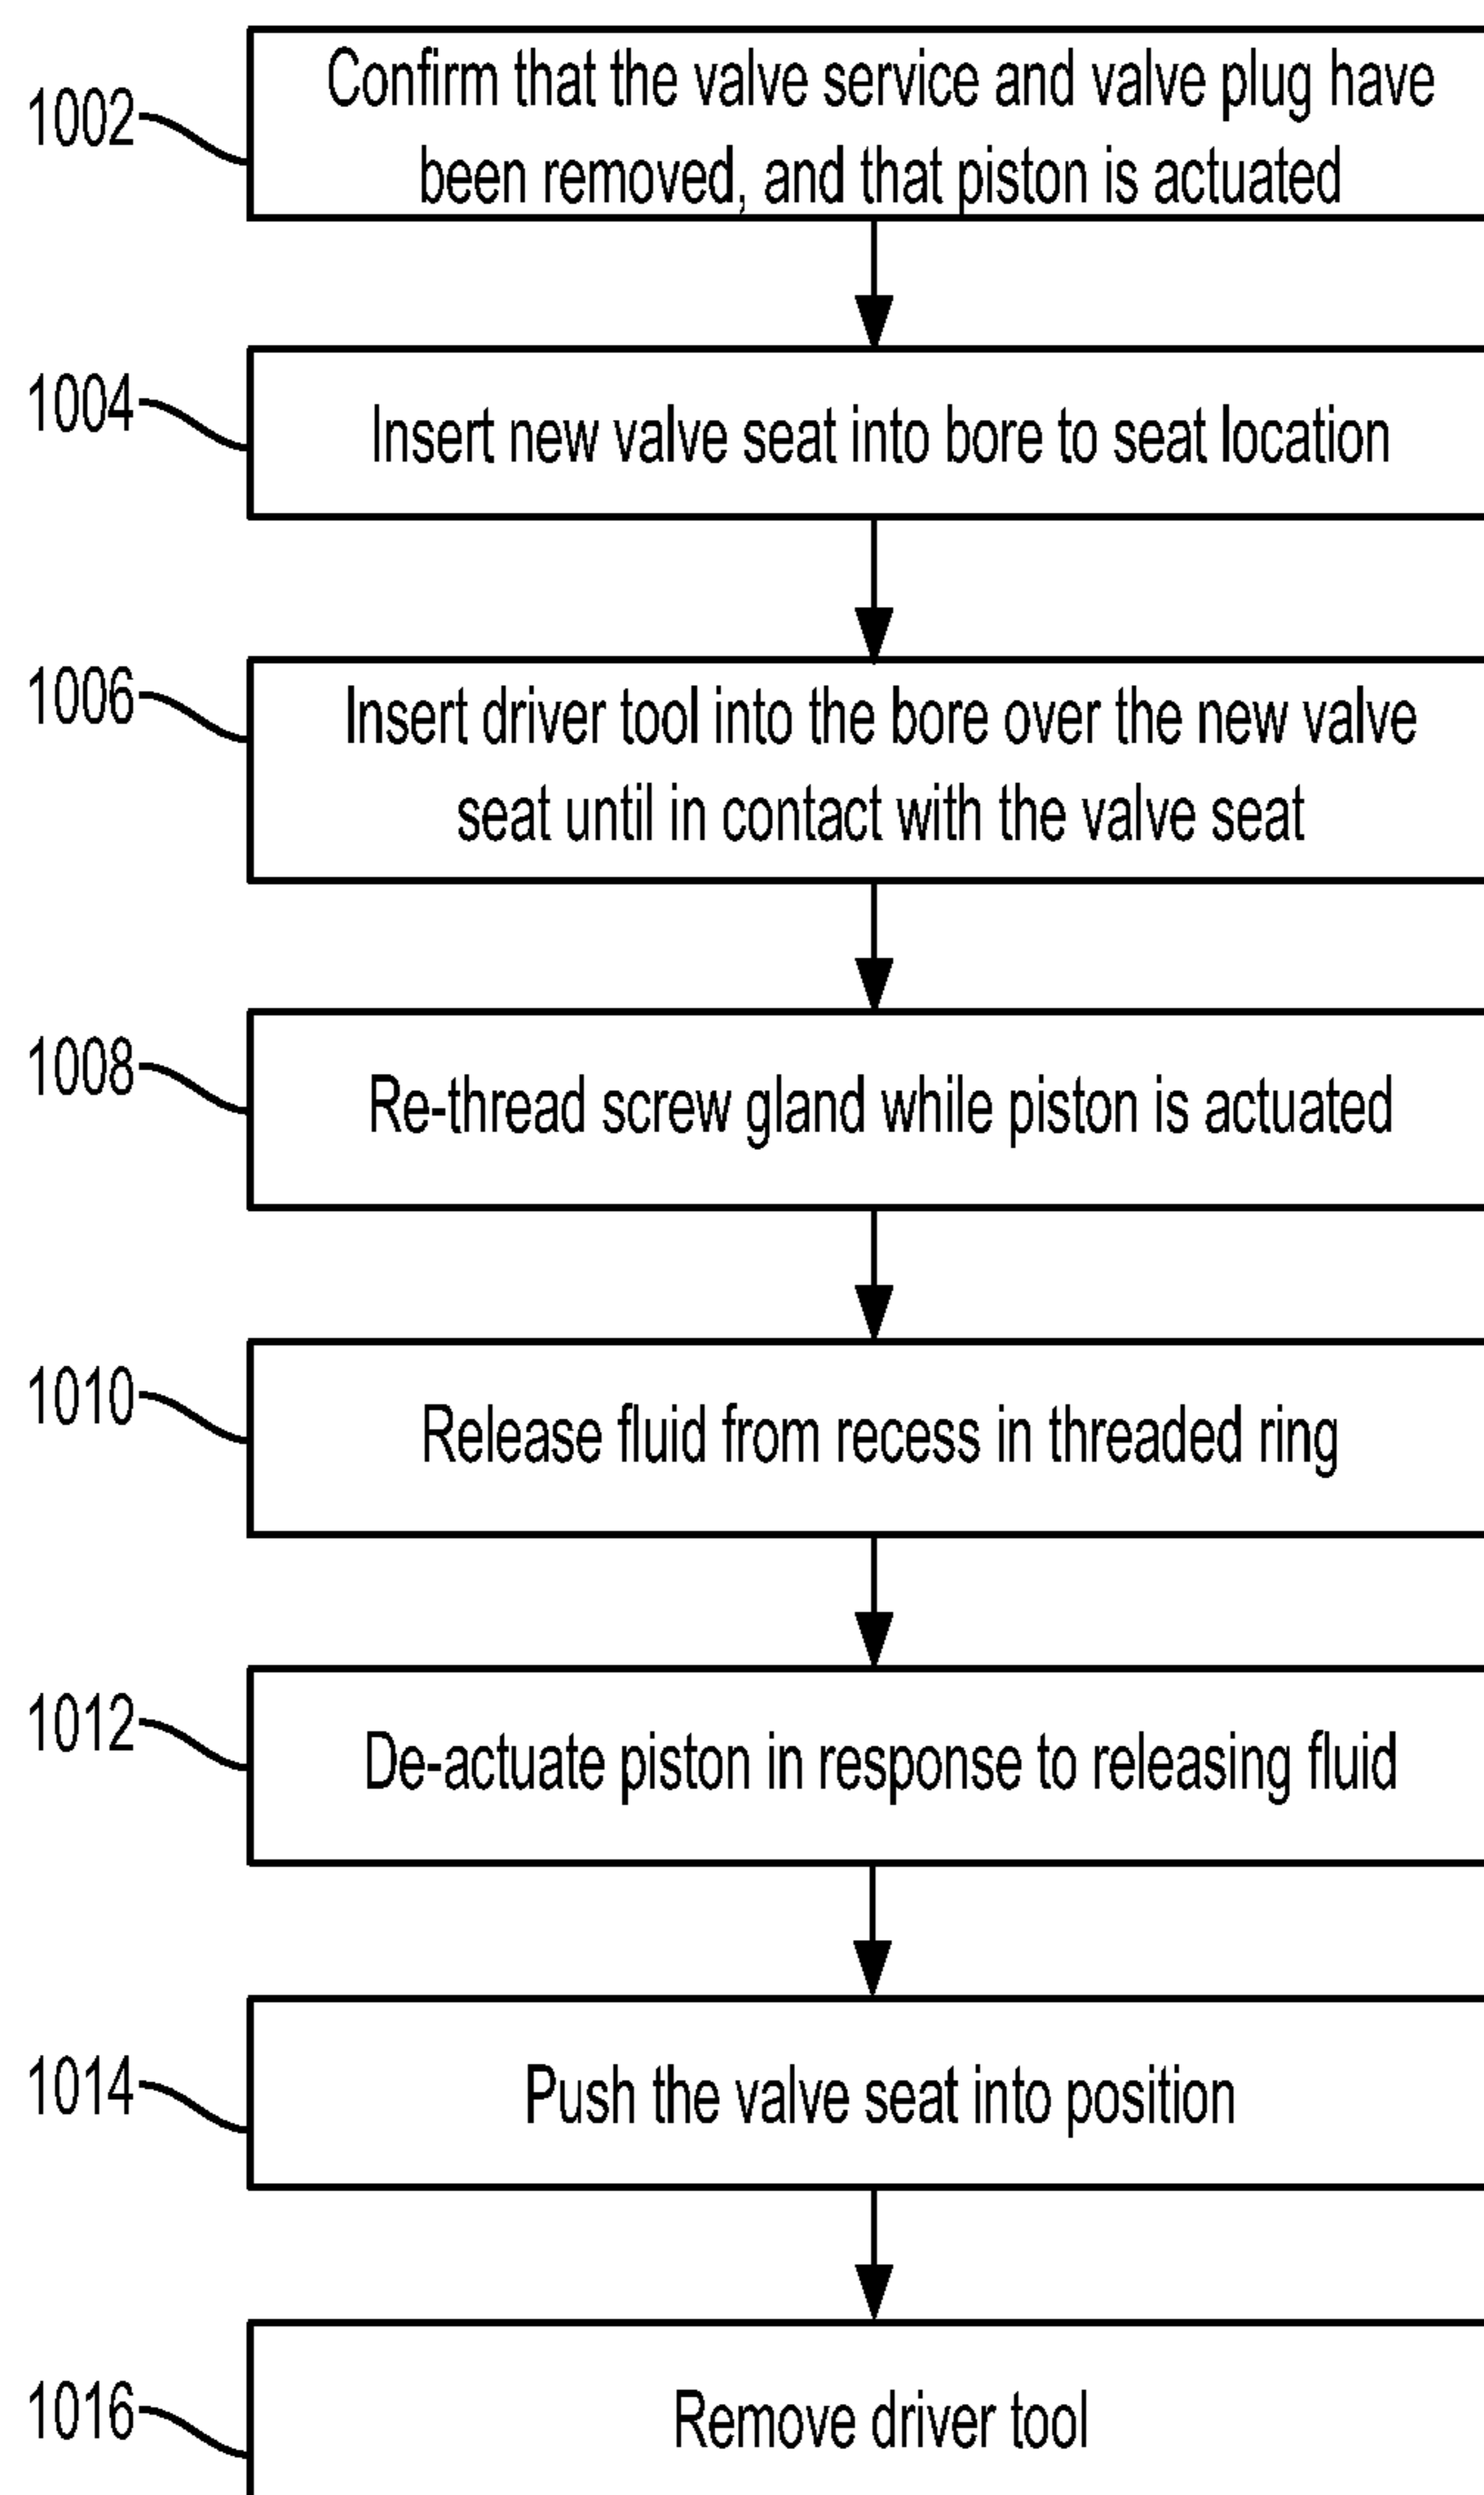 1002
Confirm that the valve service and valve plug have
been removed, and that piston is actuated
1004
Insert new valve seat into bore to seat location
1006
Insert driver tool into the bore over the new valve
seat until in contact with the valve seat
1008
Re-thread screw gland while piston is actuated
1010
Release fluid from recess in threaded ring
1012
De-actuate piston in response to releasing fluid
1014
Push the valve seat into position
1016
Remove driver tool